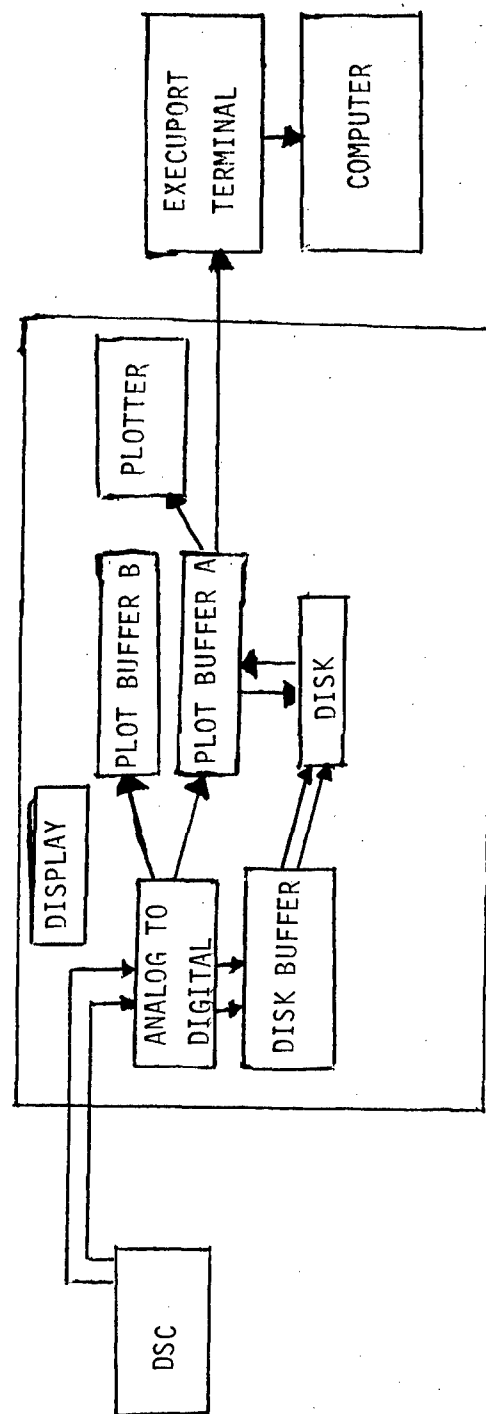 DSC
DISPLAY
ANALOG TO
DIGITAL
DISK BUFFER
PLOT BUFFER B
PLOT BUFFER A
DISK
PLOTTER
EXECUPORT
TERMINAL
COMPUTER